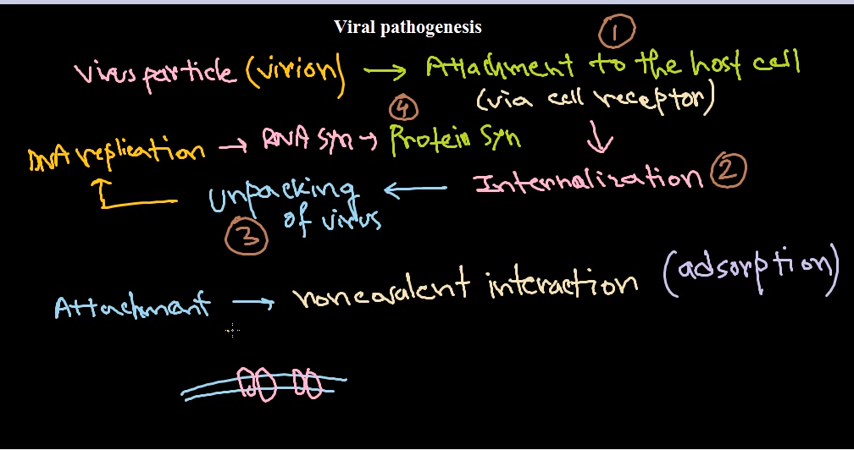 Viral pathogenesis
①
Virus particle (virion) → Attachment to the host cell
(via cell receptor)
④
DNA replication → RNA syn → Protein syn
Internalization ②
Unpacking
of virus
③
Attachment → noncovalent interaction (adsorption)